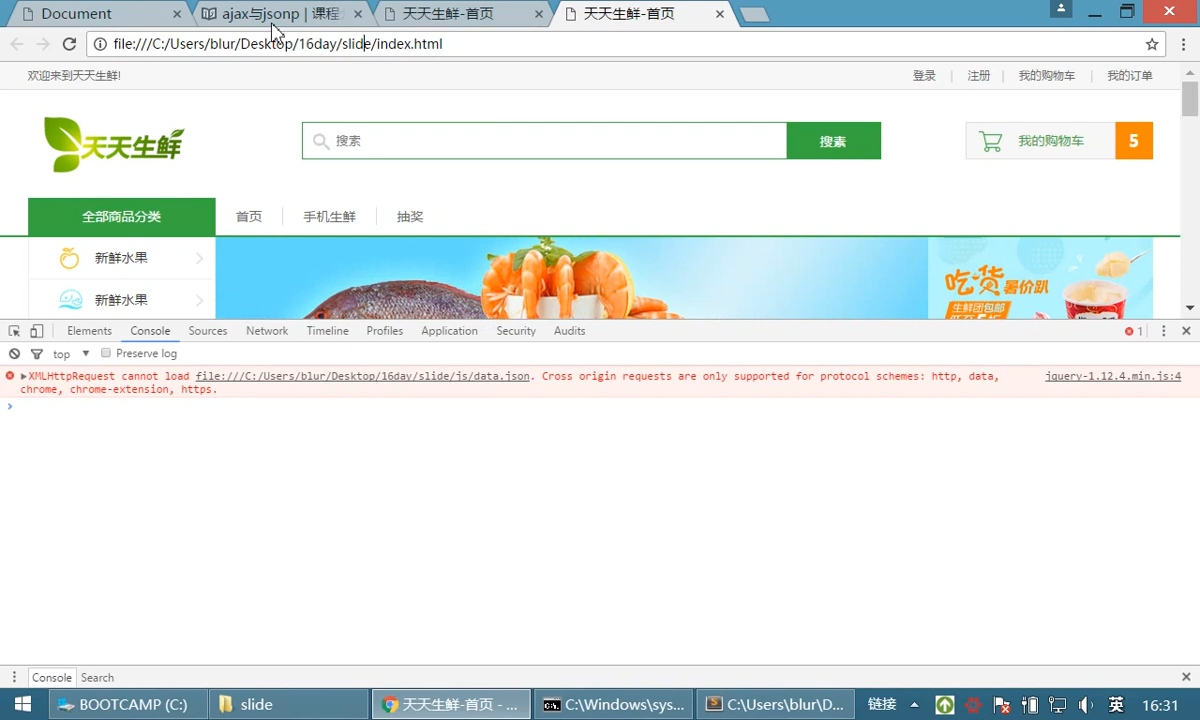 Document
ajax与jsonp | 课程
天天生鲜-首页
天天生鲜-首页
file:///C:/Users/blur/Desktop/16day/slide/index.html
欢迎来到天天生鲜!
登录 | 注册 | 我的购物车 | 我的订单
天天生鲜
搜索
搜索
我的购物车
5
全部商品分类
首页
手机生鲜
抽奖
新鲜水果
新鲜水果
吃货暑价趴
生鲜团包邮
Elements Console Sources Network Timeline Profiles Application Security Audits
1
top
Preserve log
XMLHttpRequest cannot load file:///C:/Users/blur/Desktop/16day/slide/js/data.json. Cross origin requests are only supported for protocol schemes: http, data,
jquery-1.12.4.min.js:4
chrome, chrome-extension, https.
Console Search
BOOTCAMP (C:)
slide
天天生鲜-首页 - ...
C:\Windows\sys...
C:\Users\blur\D...
链接
英
16:31